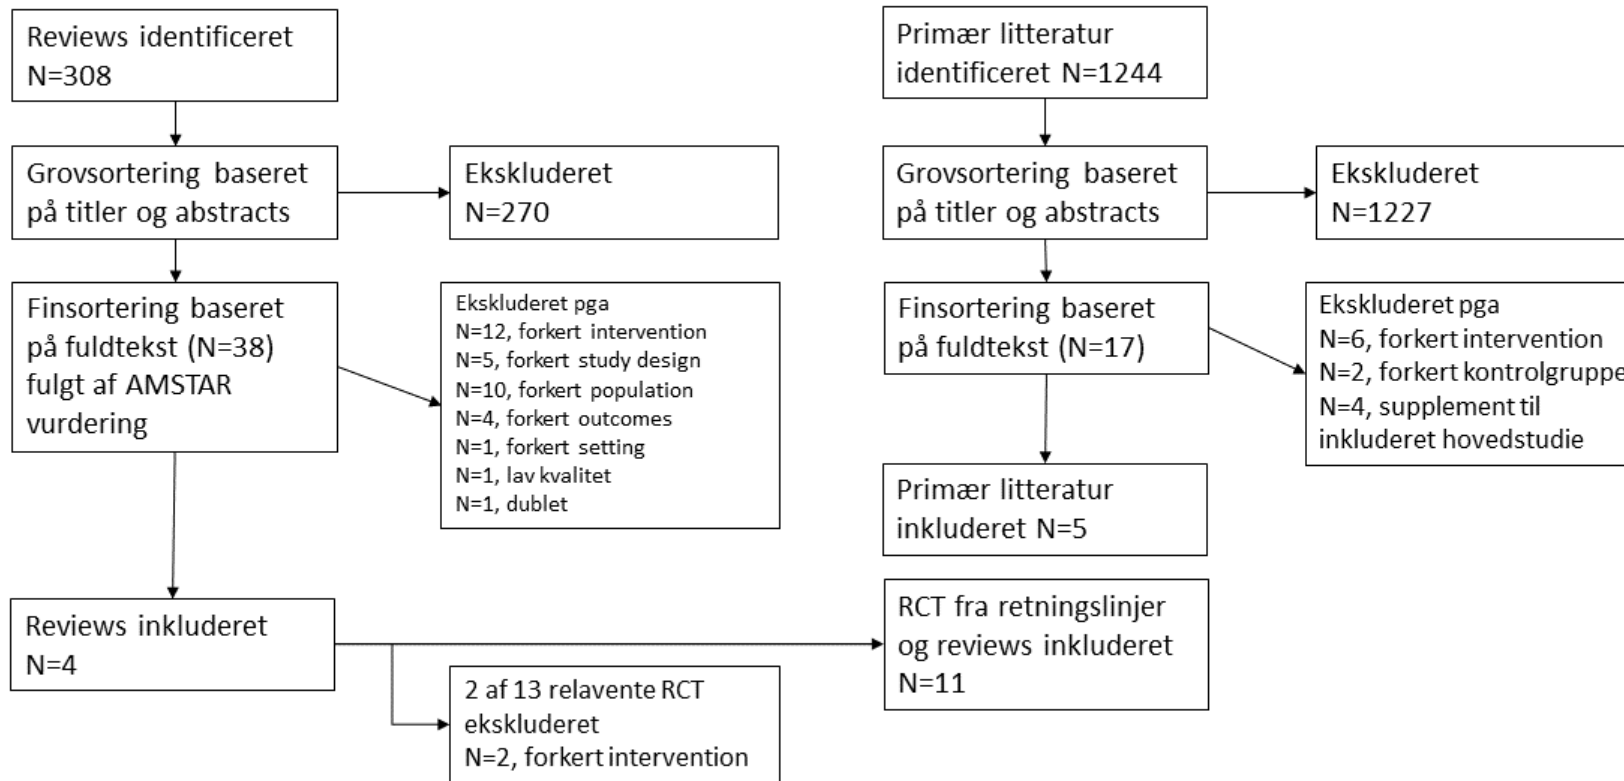 Reviews identificeret
N=308
Grovsortering baseret
på titler og abstracts
Ekskluderet
N=270
Finsortering baseret
på fuldtekst (N=38)
fulgt af AMSTAR
vurdering
Ekskluderet pga
N=12, forkert intervention
N=5, forkert study design
N=10, forkert population
N=4, forkert outcomes
N=1, forkert setting
N=1, lav kvalitet
N=1, dublet
Reviews inkluderet
N=4
2 af 13 relavente RCT
ekskluderet
N=2, forkert intervention
Primær litteratur
identificeret N=1244
Grovsortering baseret
på titler og abstracts
Ekskluderet
N=1227
Finsortering baseret
på fuldtekst (N=17)
Ekskluderet pga
N=6, forkert intervention
N=2, forkert kontrolgruppe
N=4, supplement til
inkluderet hovedstudie
Primær litteratur
inkluderet N=5
RCT fra retningslinjer
og reviews inkluderet
N=11